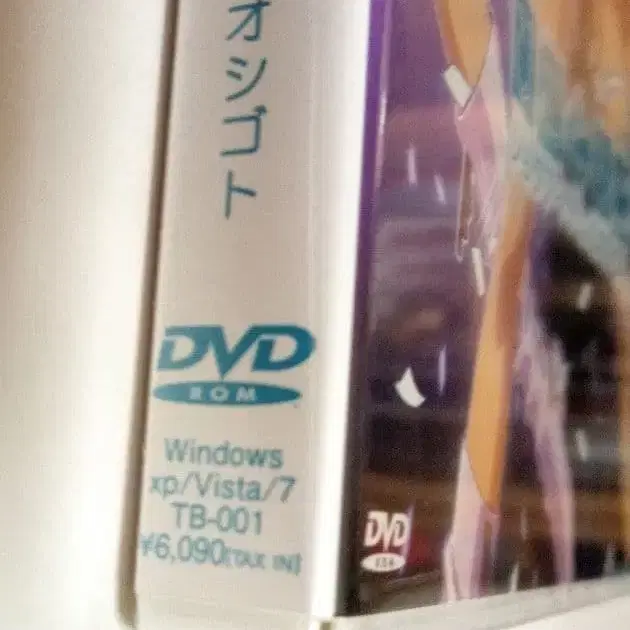 オシゴト
DVD
ROM
Windows
xp/Vista/7
TB-001
¥6,090[TAX IN]
DVD